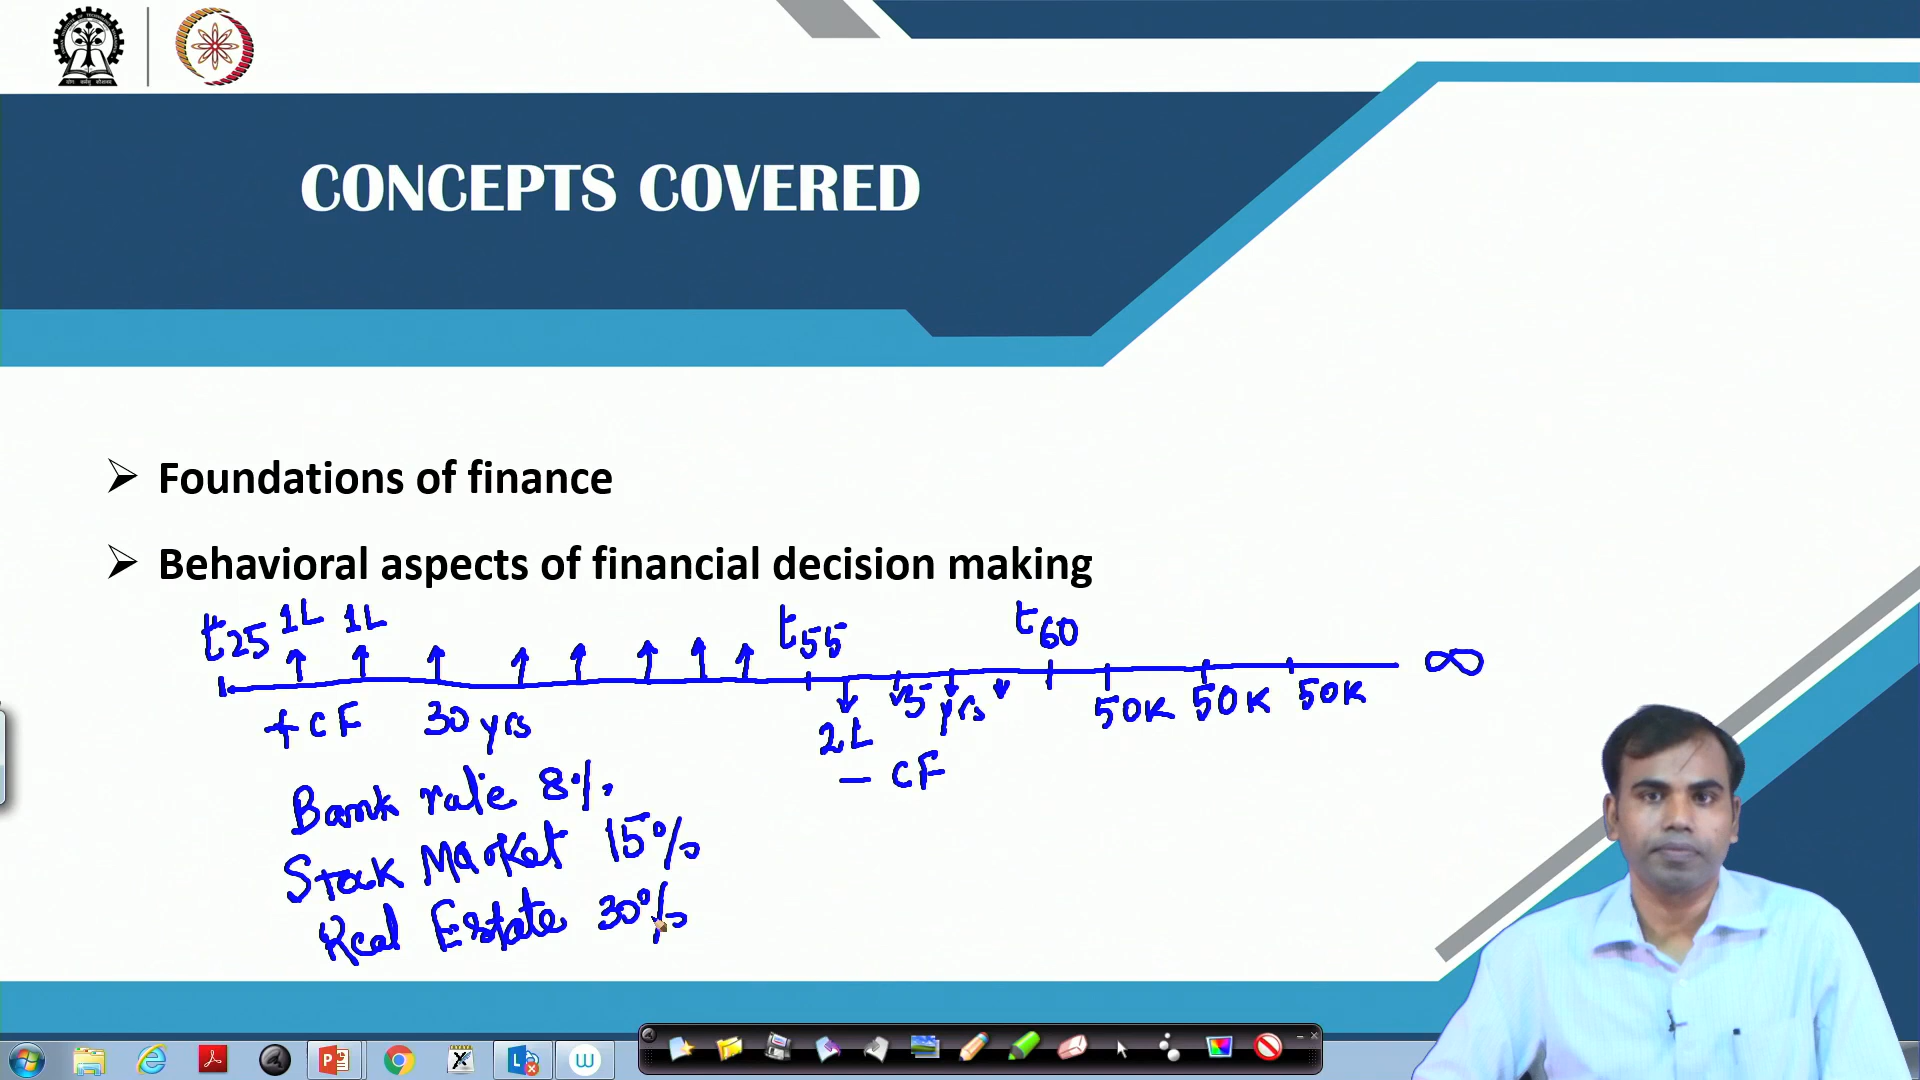 CONCEPTS COVERED
Foundations of finance
Behavioral aspects of financial decision making
t25 1L 1L t55 t60
∞
+CF 30 yrs 2L 5 yrs 50K 50K 50K
- CF
Bank rate 8%
Stock Market 15%
Real Estate 30%